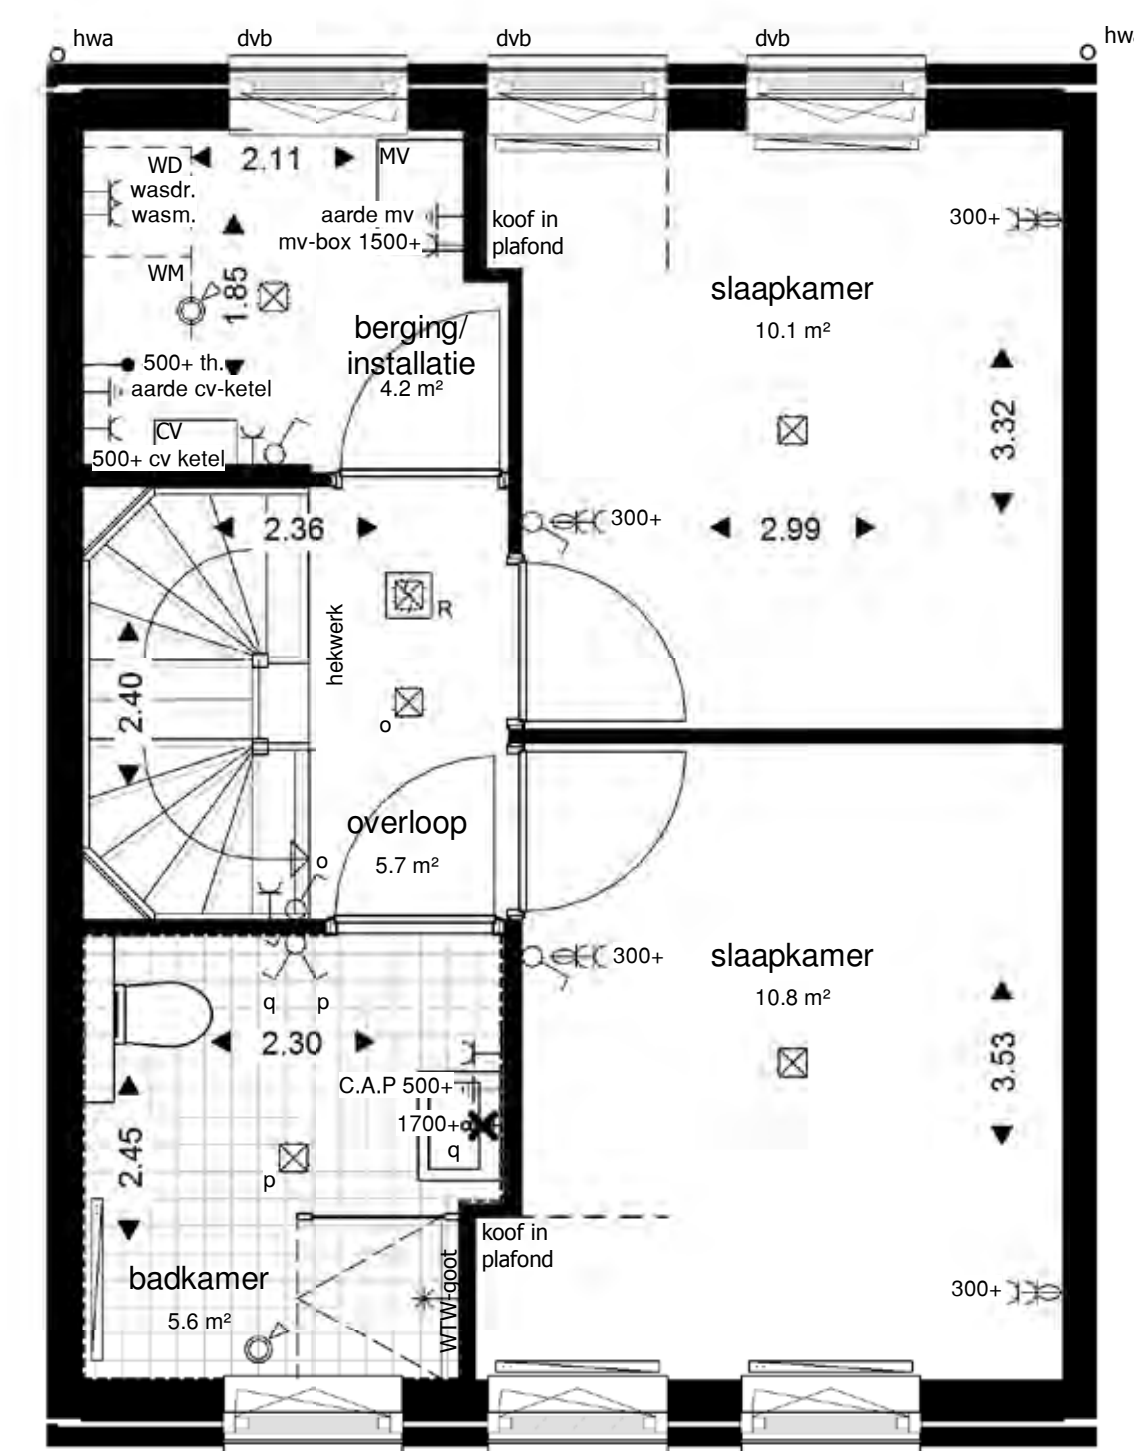 hwa
dvb
dvb
dvb
hwa
WD
2.11
MV
wasdr.
wasm.
aarde mv
mv-box 1500+
koof in
plafond
300+
WM
1.85
slaapkamer
10.1 m²
berging/
installatie
4.2 m²
500+ th.
aarde cv-ketel
CV
500+ cv ketel
3.32
2.36
300+
2.99
R
hekwerk
2.40
o
overloop
5.7 m²
o
300+
slaapkamer
10.8 m²
q
p
2.30
3.53
C.A.P 500+
1700+
q
2.45
p
koof in
plafond
badkamer
5.6 m²
WTW-goot
300+